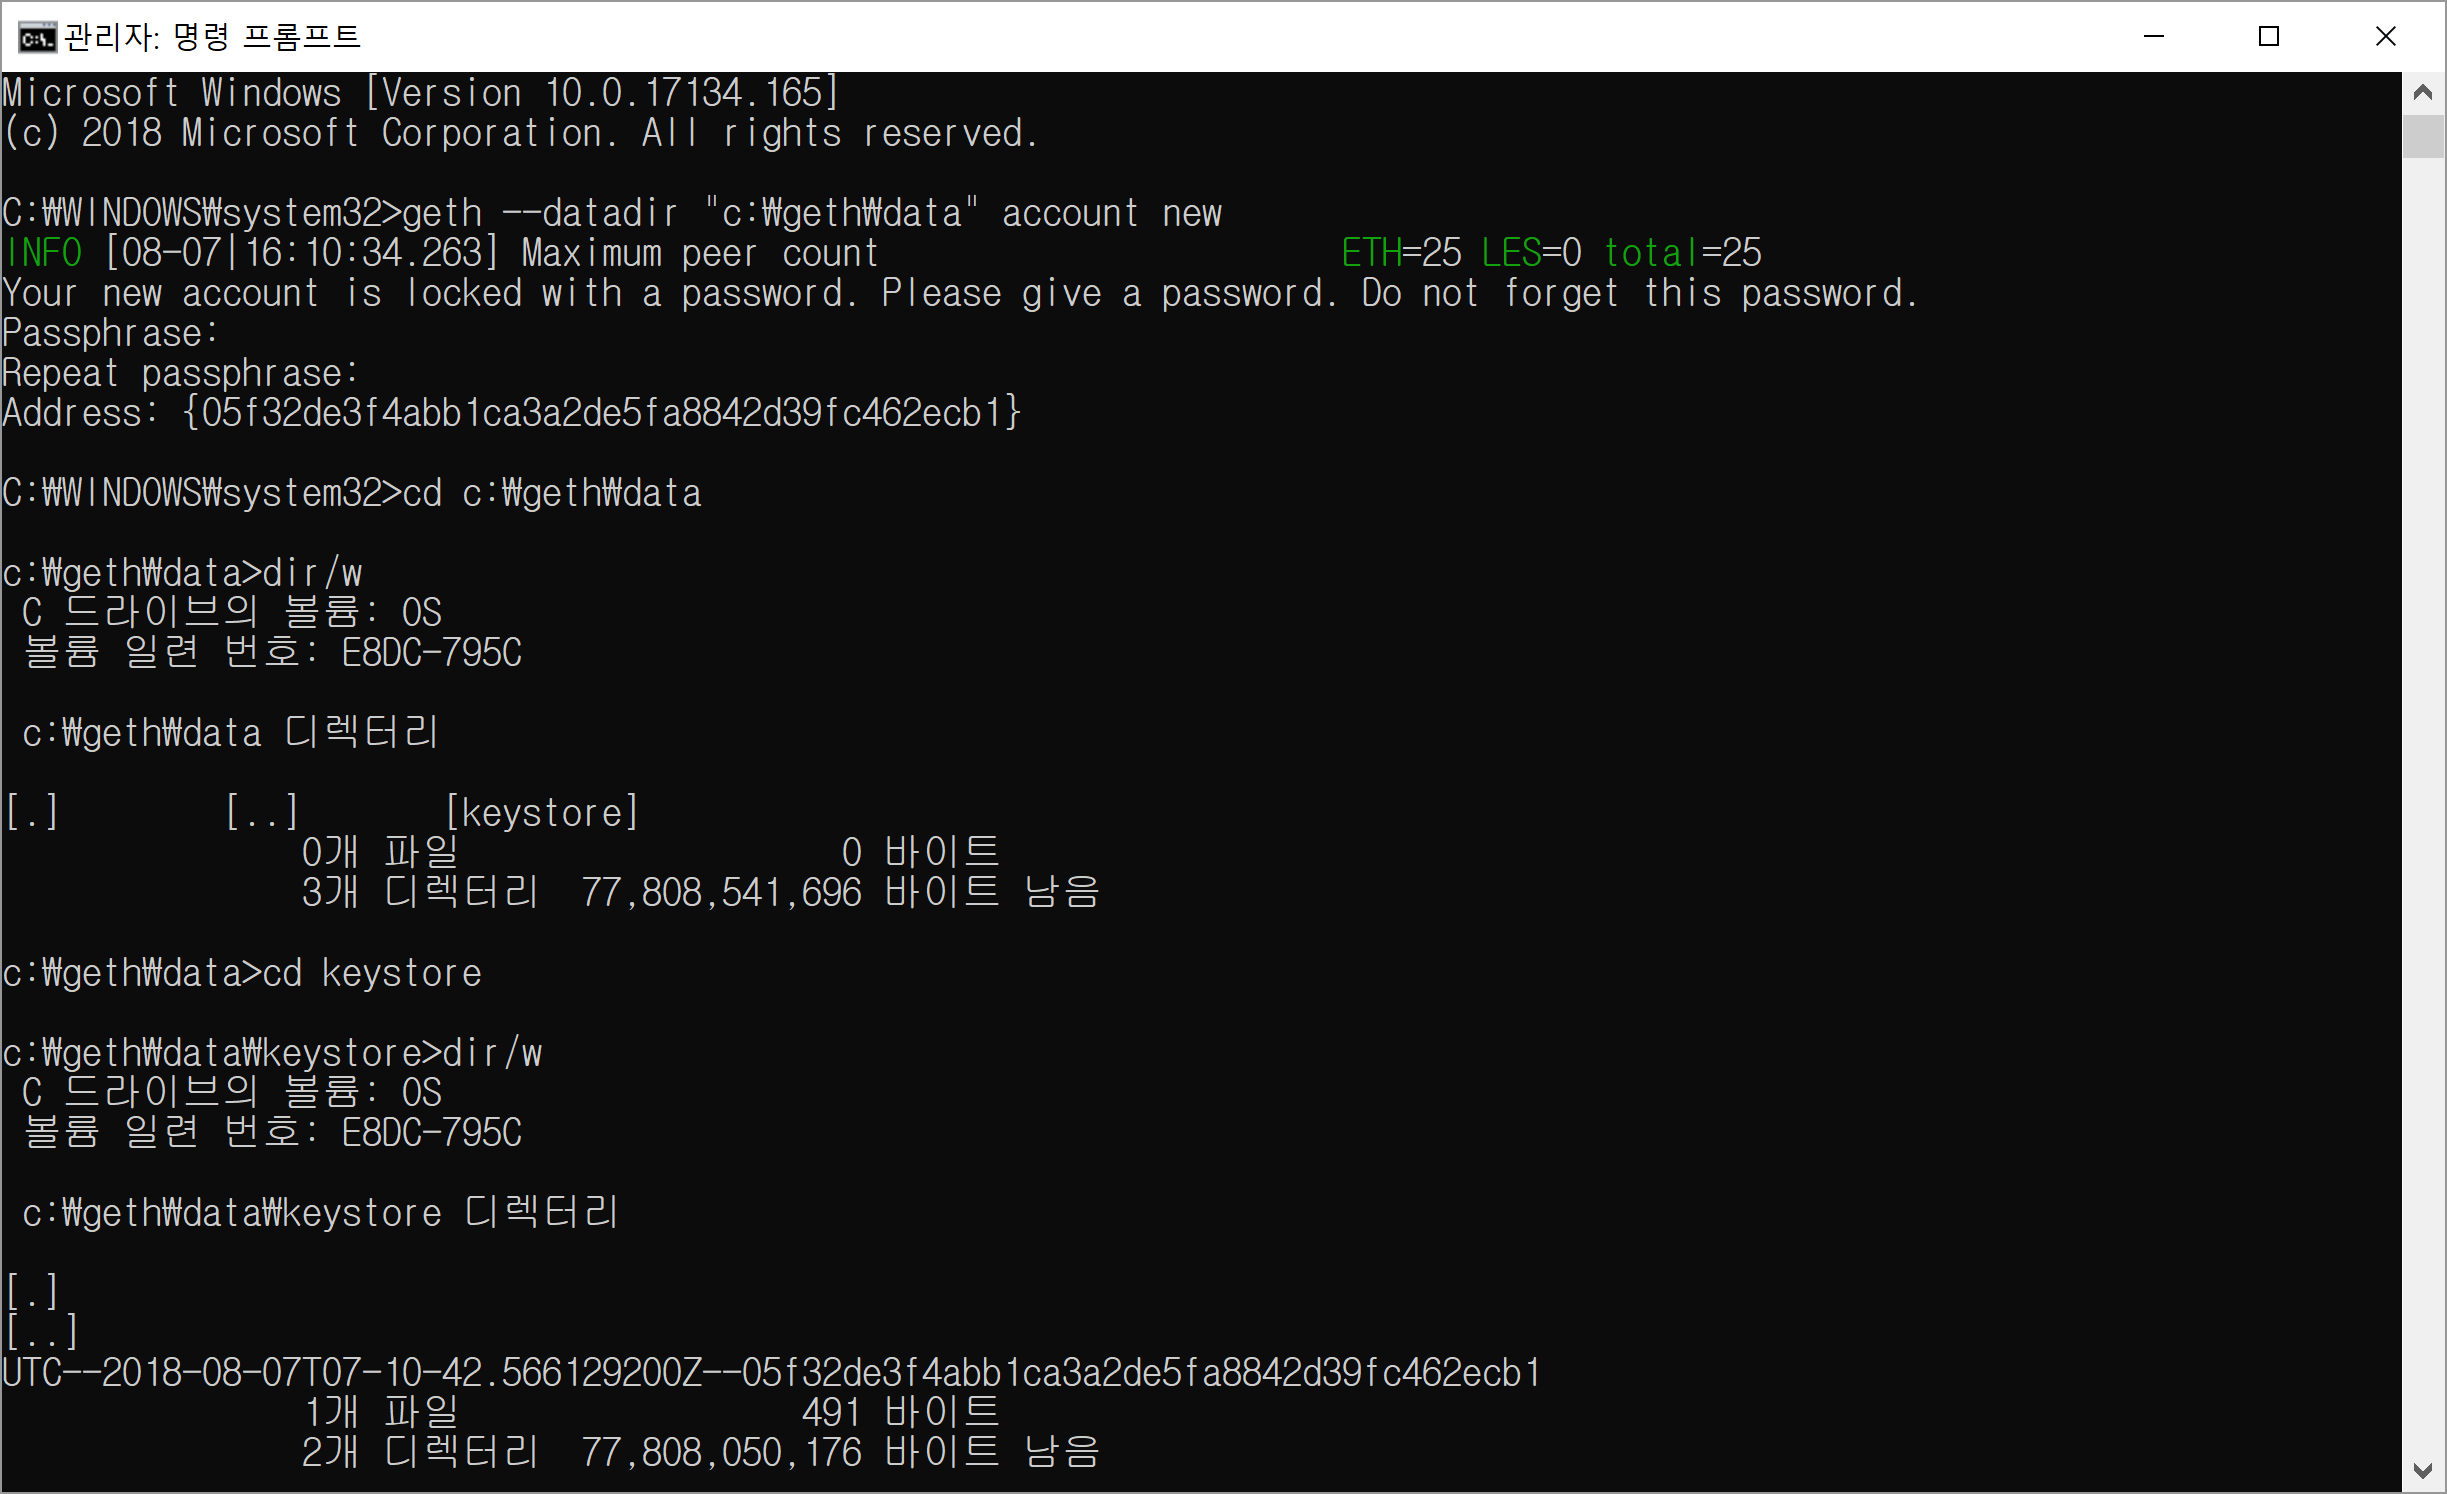 관리자: 명령 프롬프트
Microsoft Windows [Version 10.0.17134.165]
(c) 2018 Microsoft Corporation. All rights reserved.
C:₩WINDOWS₩system32>geth --datadir "c:₩geth₩data" account new
INFO [08-07|16:10:34.263] Maximum peer count                       ETH=25 LES=0 total=25
Your new account is locked with a password. Please give a password. Do not forget this password.
Passphrase:
Repeat passphrase:
Address: {05f32de3f4abb1ca3a2de5fa8842d39fc462ecb1}
C:₩WINDOWS₩system32>cd c:₩geth₩data
c:₩geth₩data>dir/w
 C 드라이브의 볼륨: OS
 볼륨 일련 번호: E8DC-795C
 c:₩geth₩data 디렉터리
[.]        [..]       [keystore]
               0개 파일                   0 바이트
               3개 디렉터리  77,808,541,696 바이트 남음
c:₩geth₩data>cd keystore
c:₩geth₩data₩keystore>dir/w
 C 드라이브의 볼륨: OS
 볼륨 일련 번호: E8DC-795C
 c:₩geth₩data₩keystore 디렉터리
[.]
[..]
UTC--2018-08-07T07-10-42.566129200Z--05f32de3f4abb1ca3a2de5fa8842d39fc462ecb1
               1개 파일                 491 바이트
               2개 디렉터리  77,808,050,176 바이트 남음